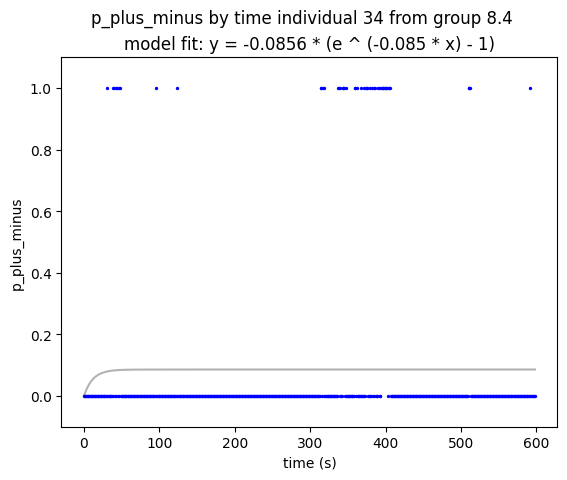 p_plus_minus by time individual 34 from group 8.4
model fit: y = -0.0856 * (e ^ (-0.085 * x) - 1)
1.0
0.8
0.6
0.4
0.2
0.0
p_plus_minus
0 100 200 300 400 500 600
time (s)